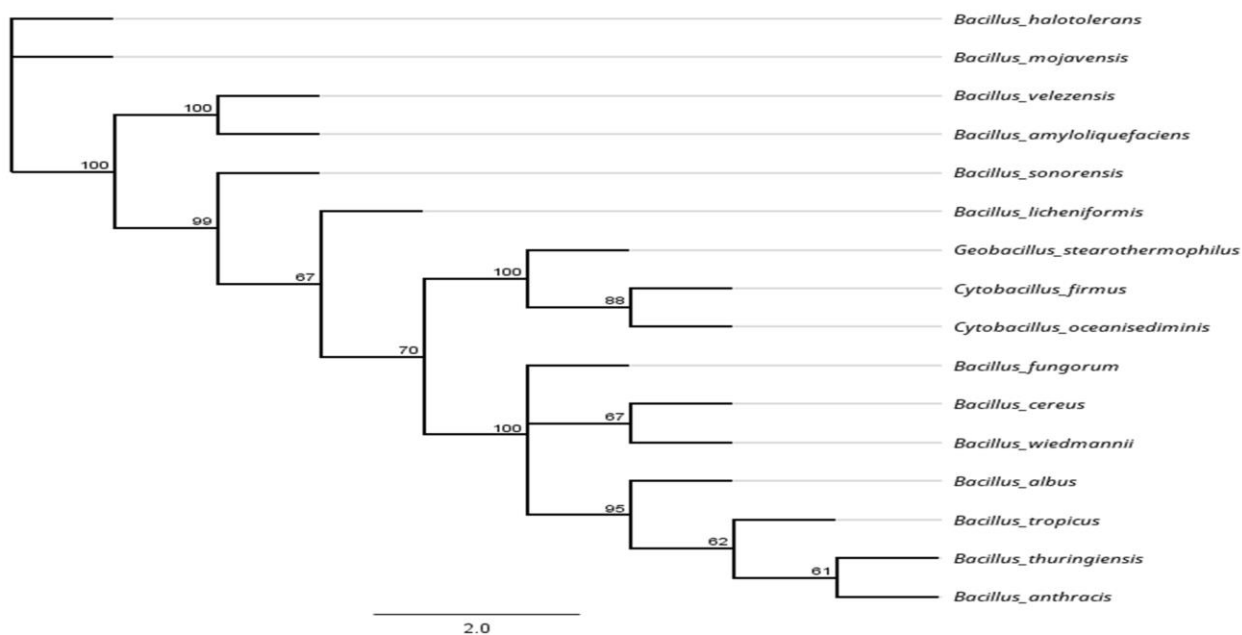 Bacillus_halotolerans
Bacillus_mojavensis
Bacillus_velezensis
100
Bacillus_amyloliquefaciens
100
Bacillus_sonorensis
Bacillus_licheniformis
99
Geobacillus_stearothermophilus
100
67
Cytobacillus_firmus
88
Cytobacillus_oceanisediminis
70
Bacillus_fungorum
Bacillus_cereus
67
100
Bacillus_wiedmannii
Bacillus_albus
95
Bacillus_tropicus
62
Bacillus_thuringiensis
61
Bacillus_anthracis
2.0